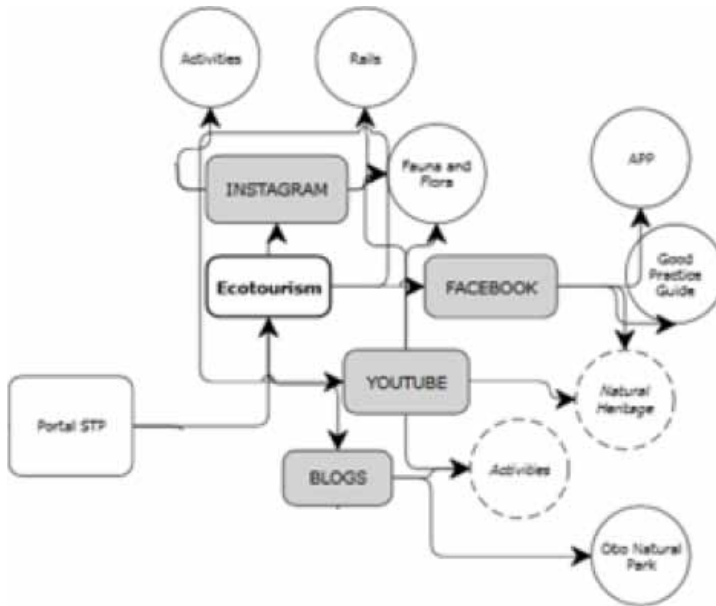 Activities
Rails
Fauna and
Flora
APP
INSTAGRAM
Good
Practice
Guide
Ecotourism
FACEBOOK
YOUTUBE
Natural
Heritage
Portal STP
BLOGS
Activities
Obo Natural
Park